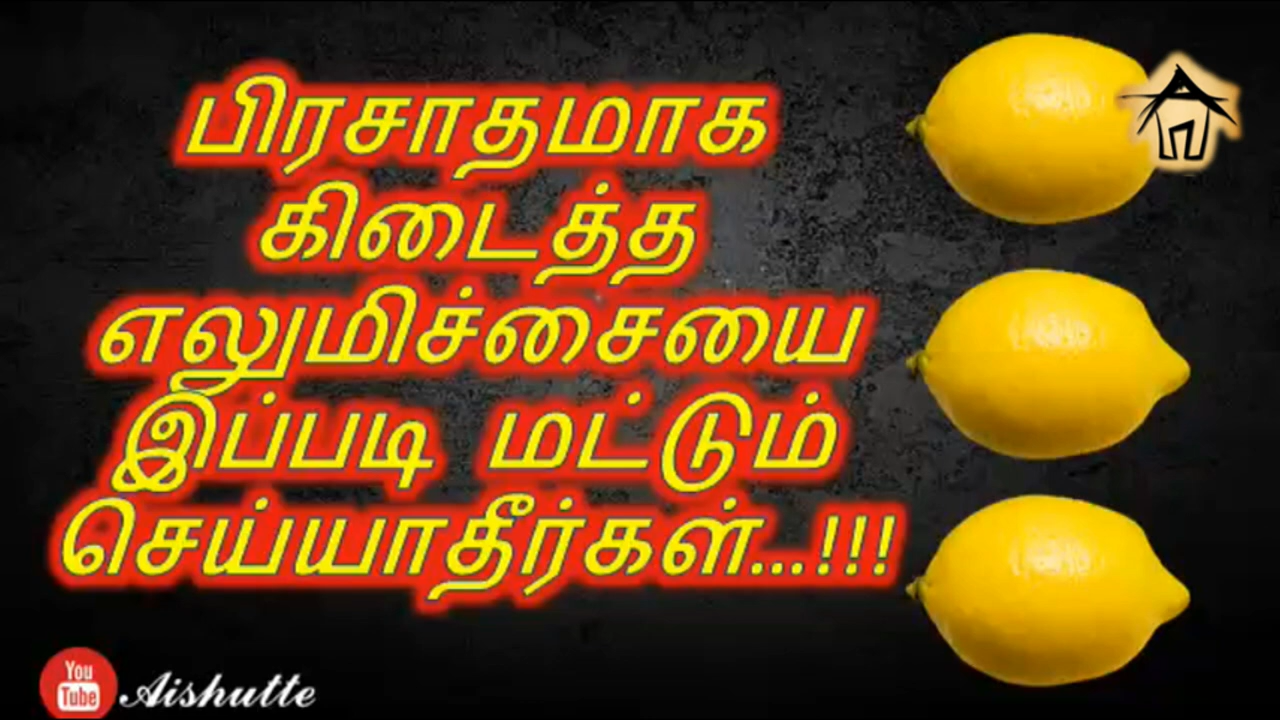 பிரசாதமாக
கிடைத்த
எலுமிச்சையை
இப்படி மட்டும்
செய்யாதீர்கள்...!!!
You
Tube
Aishutte